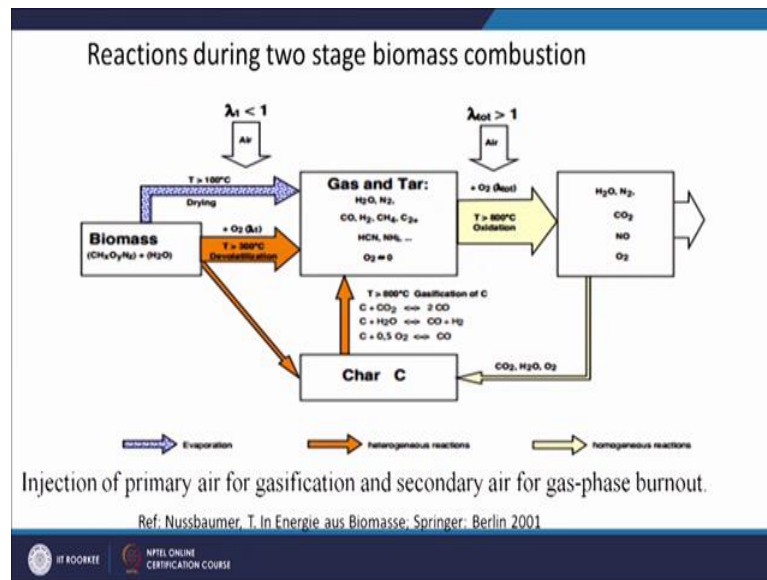 Reactions during two stage biomass combustion
λ1 < 1
Air
λtot > 1
Air
T > 100°C
Drying
Biomass
(CHxOyNz) + (H2O)
+ O2 (λ1)
T > 300°C
Devolatilization
Gas and Tar:
H2O, N2,
CO, H2, CH4, C2+
HCN, NH3, ...
O2 = 0
+ O2 (λtot)
T > 800°C
Oxidation
H2O, N2,
CO2
NO
O2
T > 800°C Gasification of C
C + CO2 <=> 2 CO
C + H2O <=> CO + H2
C + 0,5 O2 <=> CO
Char C
CO2, H2O, O2
Evaporation
heterogeneous reactions
homogeneous reactions
Injection of primary air for gasification and secondary air for gas-phase burnout.
Ref: Nussbaumer, T. In Energie aus Biomasse; Springer: Berlin 2001
IIT ROORKEE
NPTEL ONLINE
CERTIFICATION COURSE